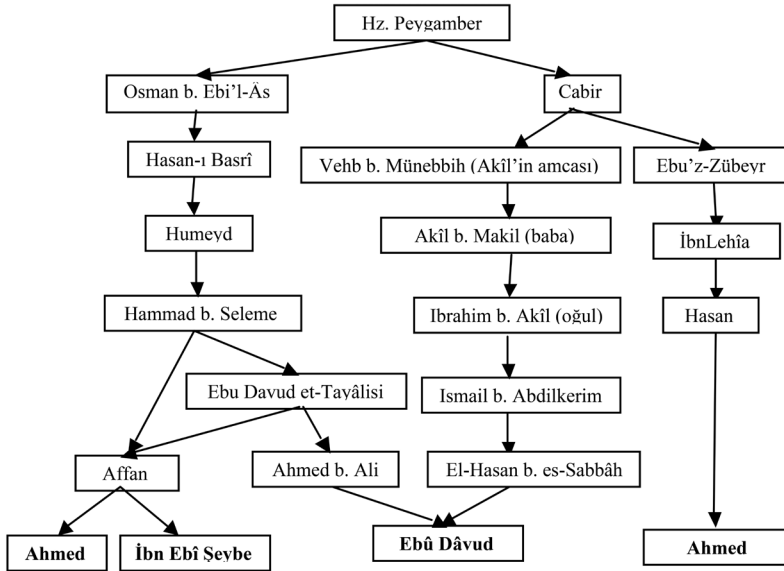 Hz. Peygamber
Osman b. Ebi’l-Äs
Cabir
Hasan-ı Basrî
Vehb b. Münebbih (Akîl’in amcası)
Ebu’z-Zübeyr
Humeyd
Akîl b. Makil (baba)
İbnLehîa
Hammad b. Seleme
Ibrahim b. Akîl (oğul)
Hasan
Ebu Davud et-Tayâlisi
Ismail b. Abdilkerim
Affan
Ahmed b. Ali
El-Hasan b. es-Sabbâh
Ahmed
İbn Ebî Şeybe
Ebû Dâvud
Ahmed